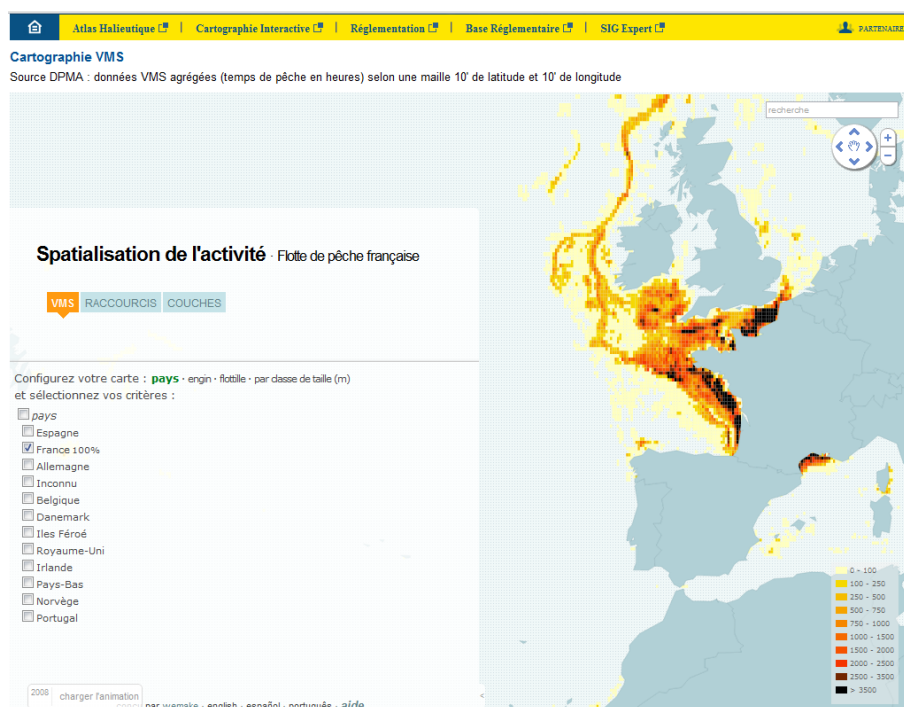 Atlas Halieutique | Cartographie Interactive | Réglementation | Base Réglementaire | SIG Expert PARTENAIRE
Cartographie VMS
Source DPMA : données VMS agrégées (temps de pêche en heures) selon une maille 10' de latitude et 10' de longitude
recherche
+
-
Spatialisation de l'activité · Flotte de pêche française
VMS RACCOURCIS COUCHES
Configurez votre carte : pays · engin · flottille · par classe de taille (m)
et sélectionnez vos critères :
pays
Espagne
France 100%
Allemagne
Inconnu
Belgique
Danemark
Iles Féroé
Royaume-Uni
Irlande
Pays-Bas
Norvège
Portugal
0 - 100
100 - 250
250 - 500
500 - 750
750 - 1000
1000 - 1500
1500 - 2000
2000 - 2500
2500 - 3500
> 3500
2008 charger l'animation
par wemake · english · español · português · aide
<